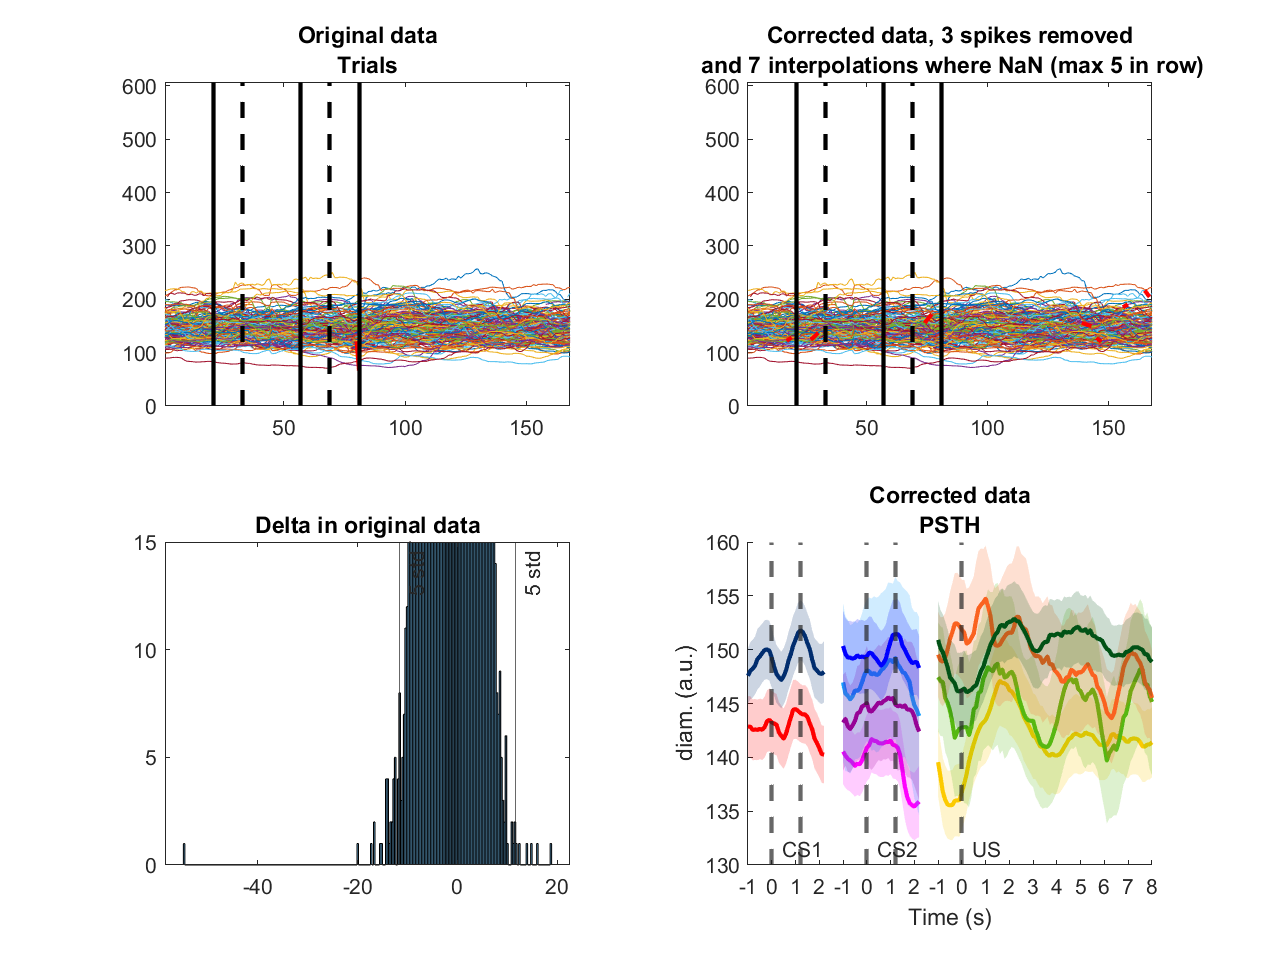 Original data
Trials
600
500
400
300
200
100
0
50
100
150
Corrected data, 3 spikes removed
and 7 interpolations where NaN (max 5 in row)
600
500
400
300
200
100
0
50
100
150
Delta in original data
15
10
5
0
-40
-20
0
20
5 std
5 std
Corrected data
PSTH
160
155
150
145
140
135
130
diam. (a.u.)
CS1
CS2
US
-1 0 1 2 -1 0 1 2 -1 0 1 2 3 4 5 6 7 8
Time (s)